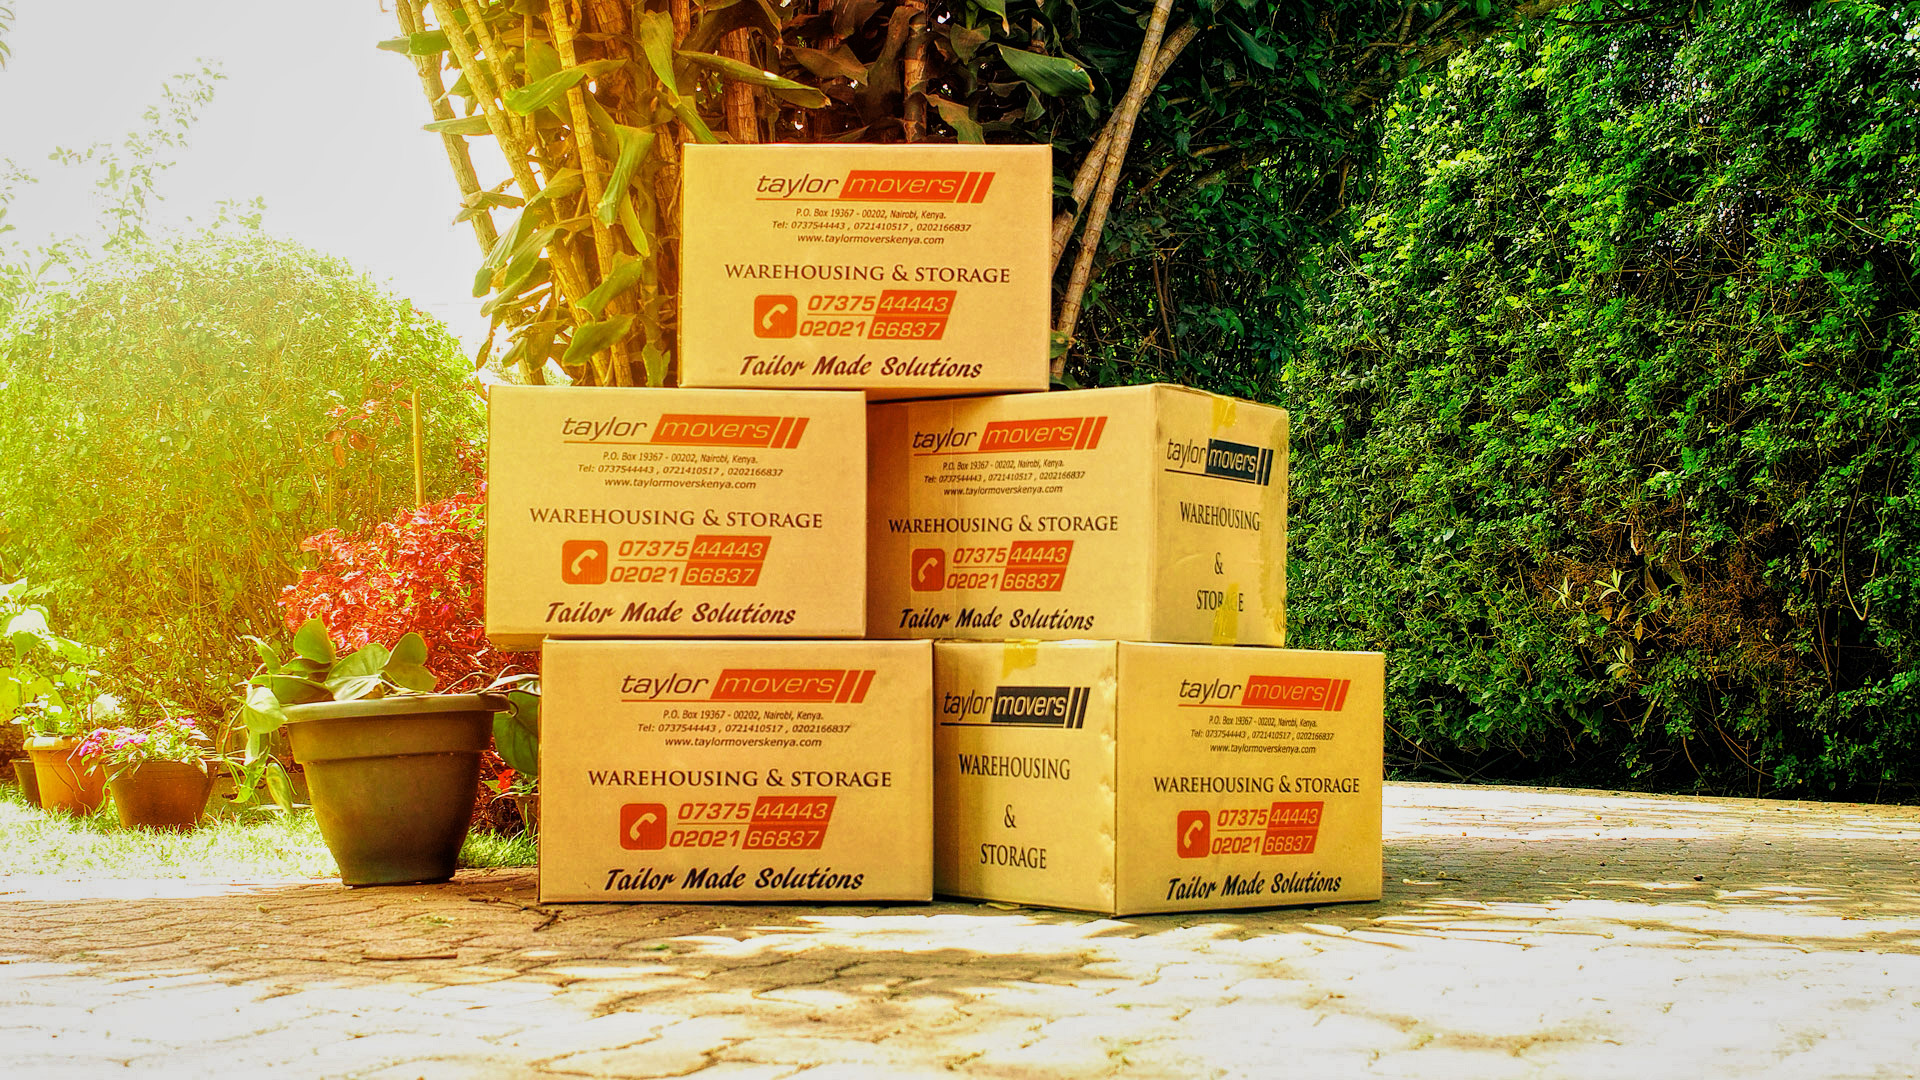 taylor movers
P.O. Box 19367 - 00202, Nairobi, Kenya.
Tel: 0737544443 , 0721410517 , 0202166837
www.taylormoverskenya.com
WAREHOUSING & STORAGE
07375 44443
02021 66837
Tailor Made Solutions
taylor movers
P.O. Box 19367 - 00202, Nairobi, Kenya.
Tel: 0737544443 , 0721410517 , 0202166837
www.taylormoverskenya.com
WAREHOUSING & STORAGE
07375 44443
02021 66837
Tailor Made Solutions
taylor movers
P.O. Box 19367 - 00202, Nairobi, Kenya.
Tel: 0737544443 , 0721410517 , 0202166837
www.taylormoverskenya.com
WAREHOUSING & STORAGE
07375 44443
02021 66837
Tailor Made Solutions
taylor movers
WAREHOUSING
&
STORAGE
taylor movers
P.O. Box 19367 - 00202, Nairobi, Kenya.
Tel: 0737544443 , 0721410517 , 0202166837
www.taylormoverskenya.com
WAREHOUSING & STORAGE
07375 44443
02021 66837
Tailor Made Solutions
taylor movers
WAREHOUSING
&
STORAGE
taylor movers
P.O. Box 19367 - 00202, Nairobi, Kenya.
Tel: 0737544443 , 0721410517 , 0202166837
www.taylormoverskenya.com
WAREHOUSING & STORAGE
07375 44443
02021 66837
Tailor Made Solutions